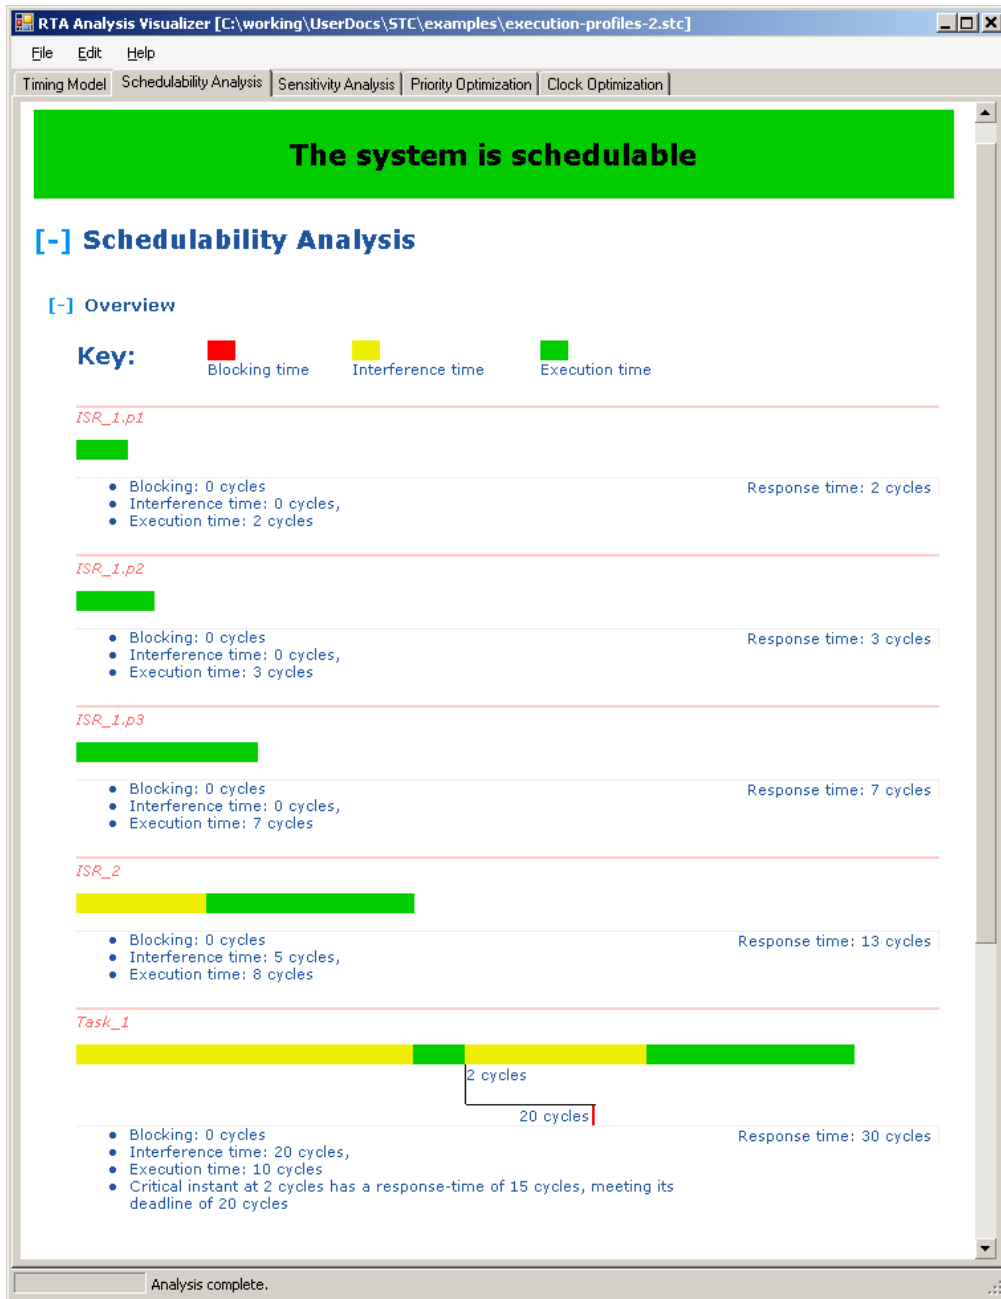 RTA Analysis Visualizer [C:\working\UserDocs\STC\examples\execution-profiles-2.stc]
File Edit Help
Timing Model Schedulability Analysis Sensitivity Analysis Priority Optimization Clock Optimization
The system is schedulable
[-] Schedulability Analysis
[-] Overview
Key:
Blocking time Interference time Execution time
ISR_1.p1
• Blocking: 0 cycles Response time: 2 cycles
• Interference time: 0 cycles,
• Execution time: 2 cycles
ISR_1.p2
• Blocking: 0 cycles Response time: 3 cycles
• Interference time: 0 cycles,
• Execution time: 3 cycles
ISR_1.p3
• Blocking: 0 cycles Response time: 7 cycles
• Interference time: 0 cycles,
• Execution time: 7 cycles
ISR_2
• Blocking: 0 cycles Response time: 13 cycles
• Interference time: 5 cycles,
• Execution time: 8 cycles
Task_1
2 cycles
20 cycles
• Blocking: 0 cycles Response time: 30 cycles
• Interference time: 20 cycles,
• Execution time: 10 cycles
• Critical instant at 2 cycles has a response-time of 15 cycles, meeting its
deadline of 20 cycles
Analysis complete.